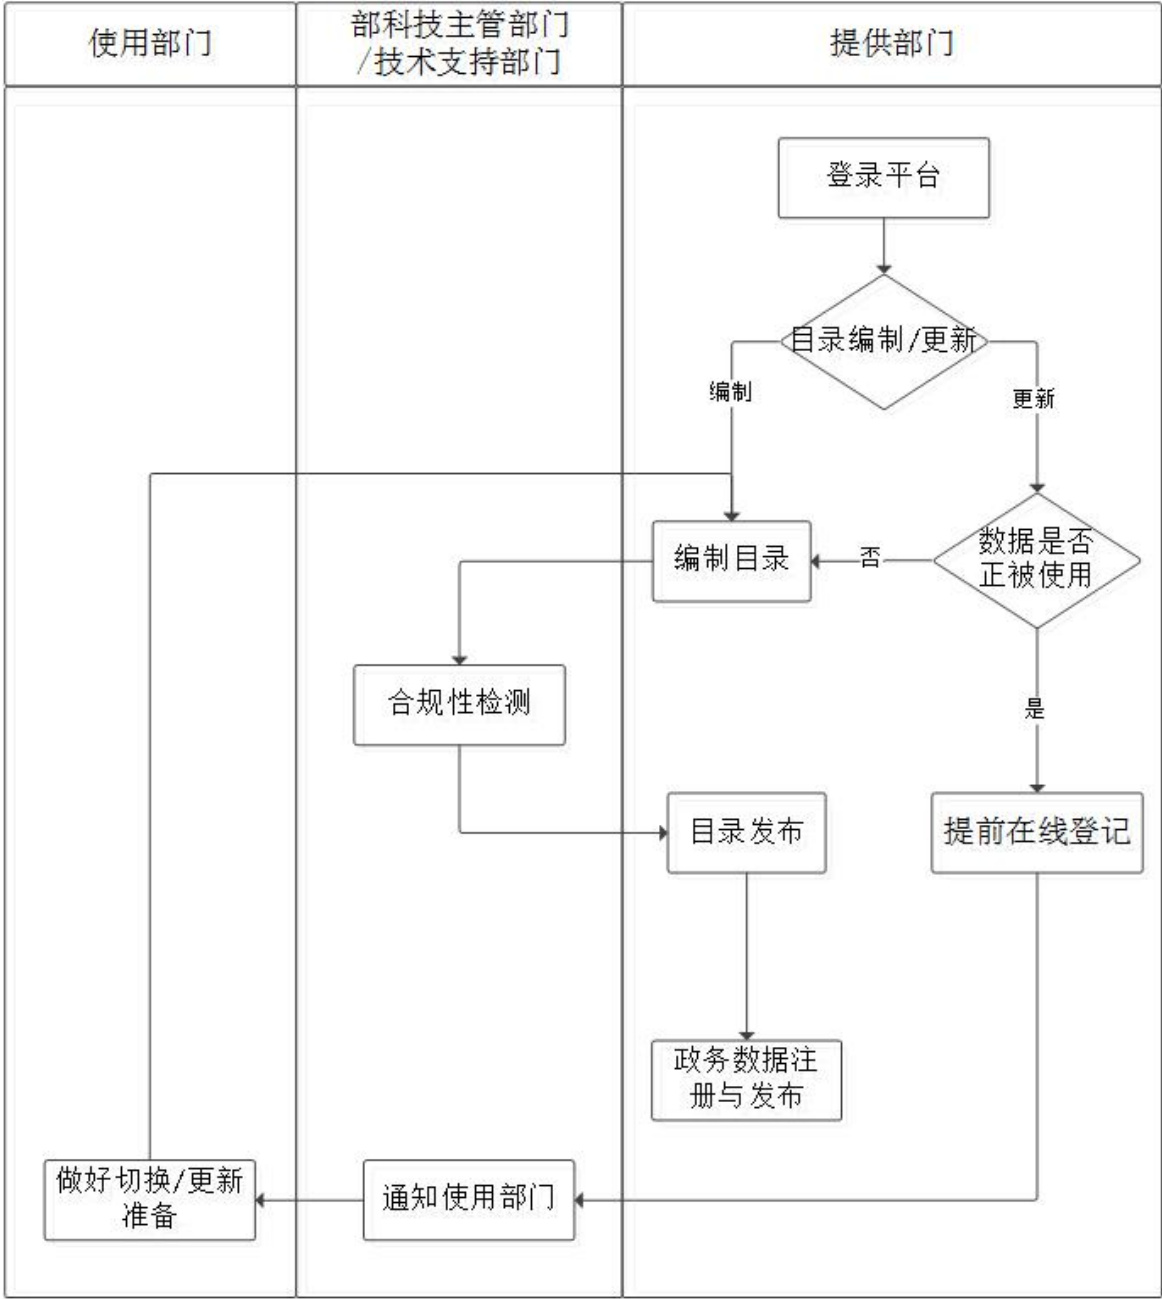 使用部门
部科技主管部门
/技术支持部门
提供部门
登录平台
目录编制/更新
编制
更新
编制目录
否
数据是否
正被使用
合规性检测
是
目录发布
提前在线登记
政务数据注
册与发布
做好切换/更新
准备
通知使用部门